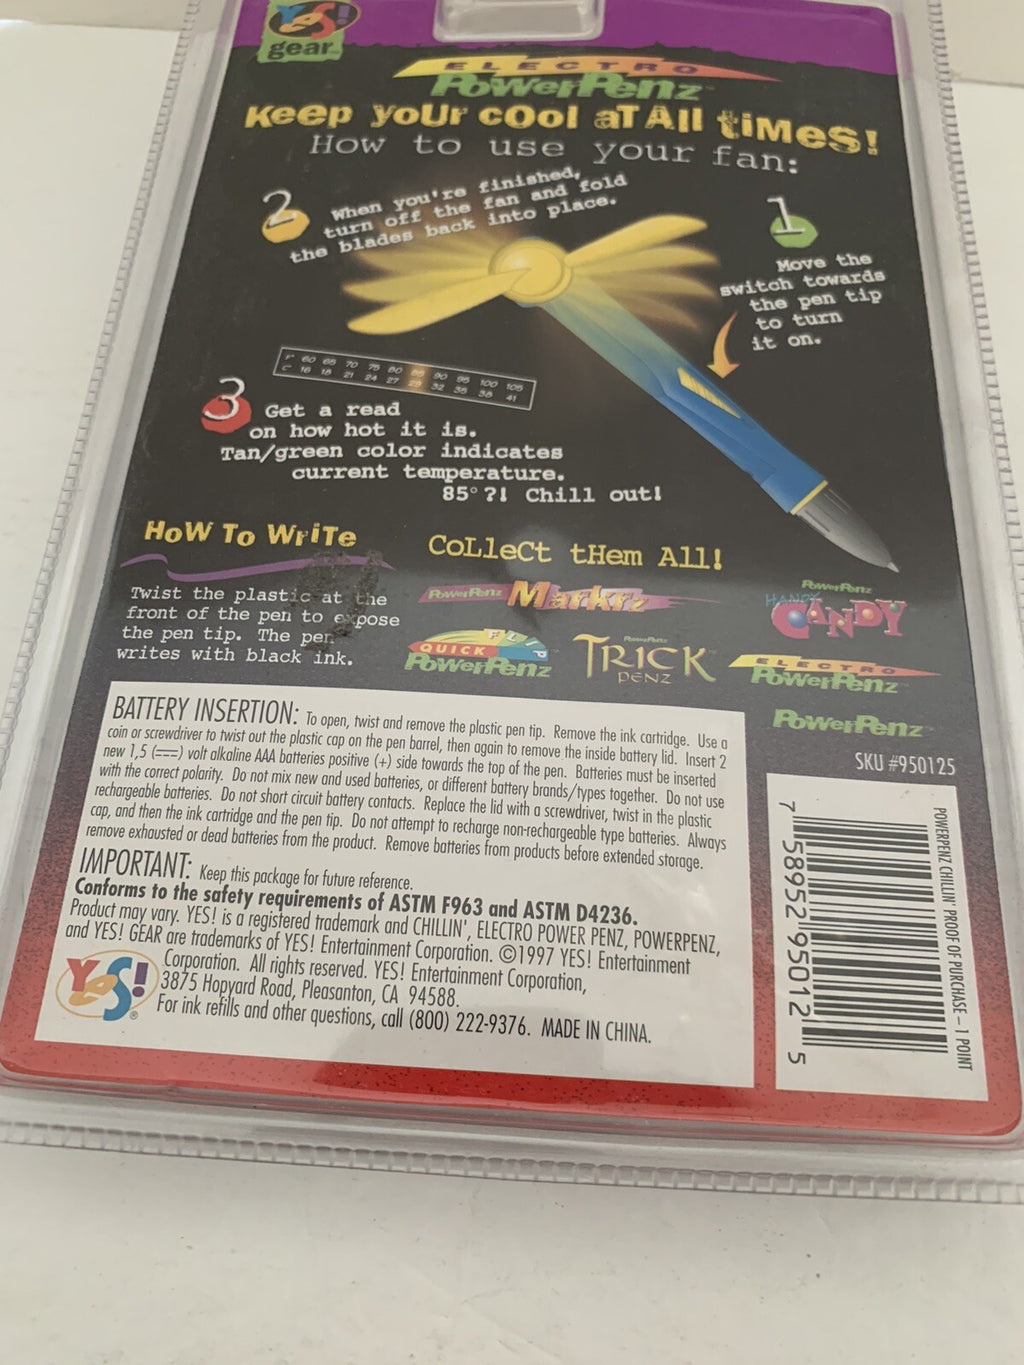 YES!
gear
ELECTRO
PowerPenz™
Keep your cool at All times!
How to use your fan:
1
Move the
switch towards
the pen tip
to turn
it on.
2
When you're finished,
turn off the fan and fold
the blades back into place.
F° 60 65 70 75 80 85 90 95 100 105
C° 16 18 21 24 27 29 32 35 38 41
3
Get a read
on how hot it is.
Tan/green color indicates
current temperature.
85°?! Chill out!
How To Write
Twist the plastic at the
front of the pen to expose
the pen tip. The pen
writes with black ink.
Collect them All!
PowerPenz Markrz
PowerPenz
HANDY
CANDY
QUICK FLIP
PowerPenz
PowerPenz
TRICK
PENZ
ELECTRO
PowerPenz™
PowerPenz™
SKU #950125
BATTERY INSERTION: To open, twist and remove the plastic pen tip. Remove the ink cartridge. Use a
coin or screwdriver to twist out the plastic cap on the pen barrel, then again to remove the inside battery lid. Insert 2
new 1,5 (===) volt alkaline AAA batteries positive (+) side towards the top of the pen. Batteries must be inserted
with the correct polarity. Do not mix new and used batteries, or different battery brands/types together. Do not use
rechargeable batteries. Do not short circuit battery contacts. Replace the lid with a screwdriver, twist in the plastic
cap, and then the ink cartridge and the pen tip. Do not attempt to recharge non-rechargeable type batteries. Always
remove exhausted or dead batteries from the product. Remove batteries from products before extended storage.
IMPORTANT: Keep this package for future reference.
Conforms to the safety requirements of ASTM F963 and ASTM D4236.
Product may vary. YES! is a registered trademark and CHILLIN', ELECTRO POWER PENZ, POWERPENZ,
and YES! GEAR are trademarks of YES! Entertainment Corporation. ©1997 YES! Entertainment
Corporation. All rights reserved. YES! Entertainment Corporation,
3875 Hopyard Road, Pleasanton, CA 94588.
For ink refills and other questions, call (800) 222-9376. MADE IN CHINA.
YES!®
POWERPENZ CHILLIN' PROOF OF PURCHASE – 1 POINT
7 58952 95012 5